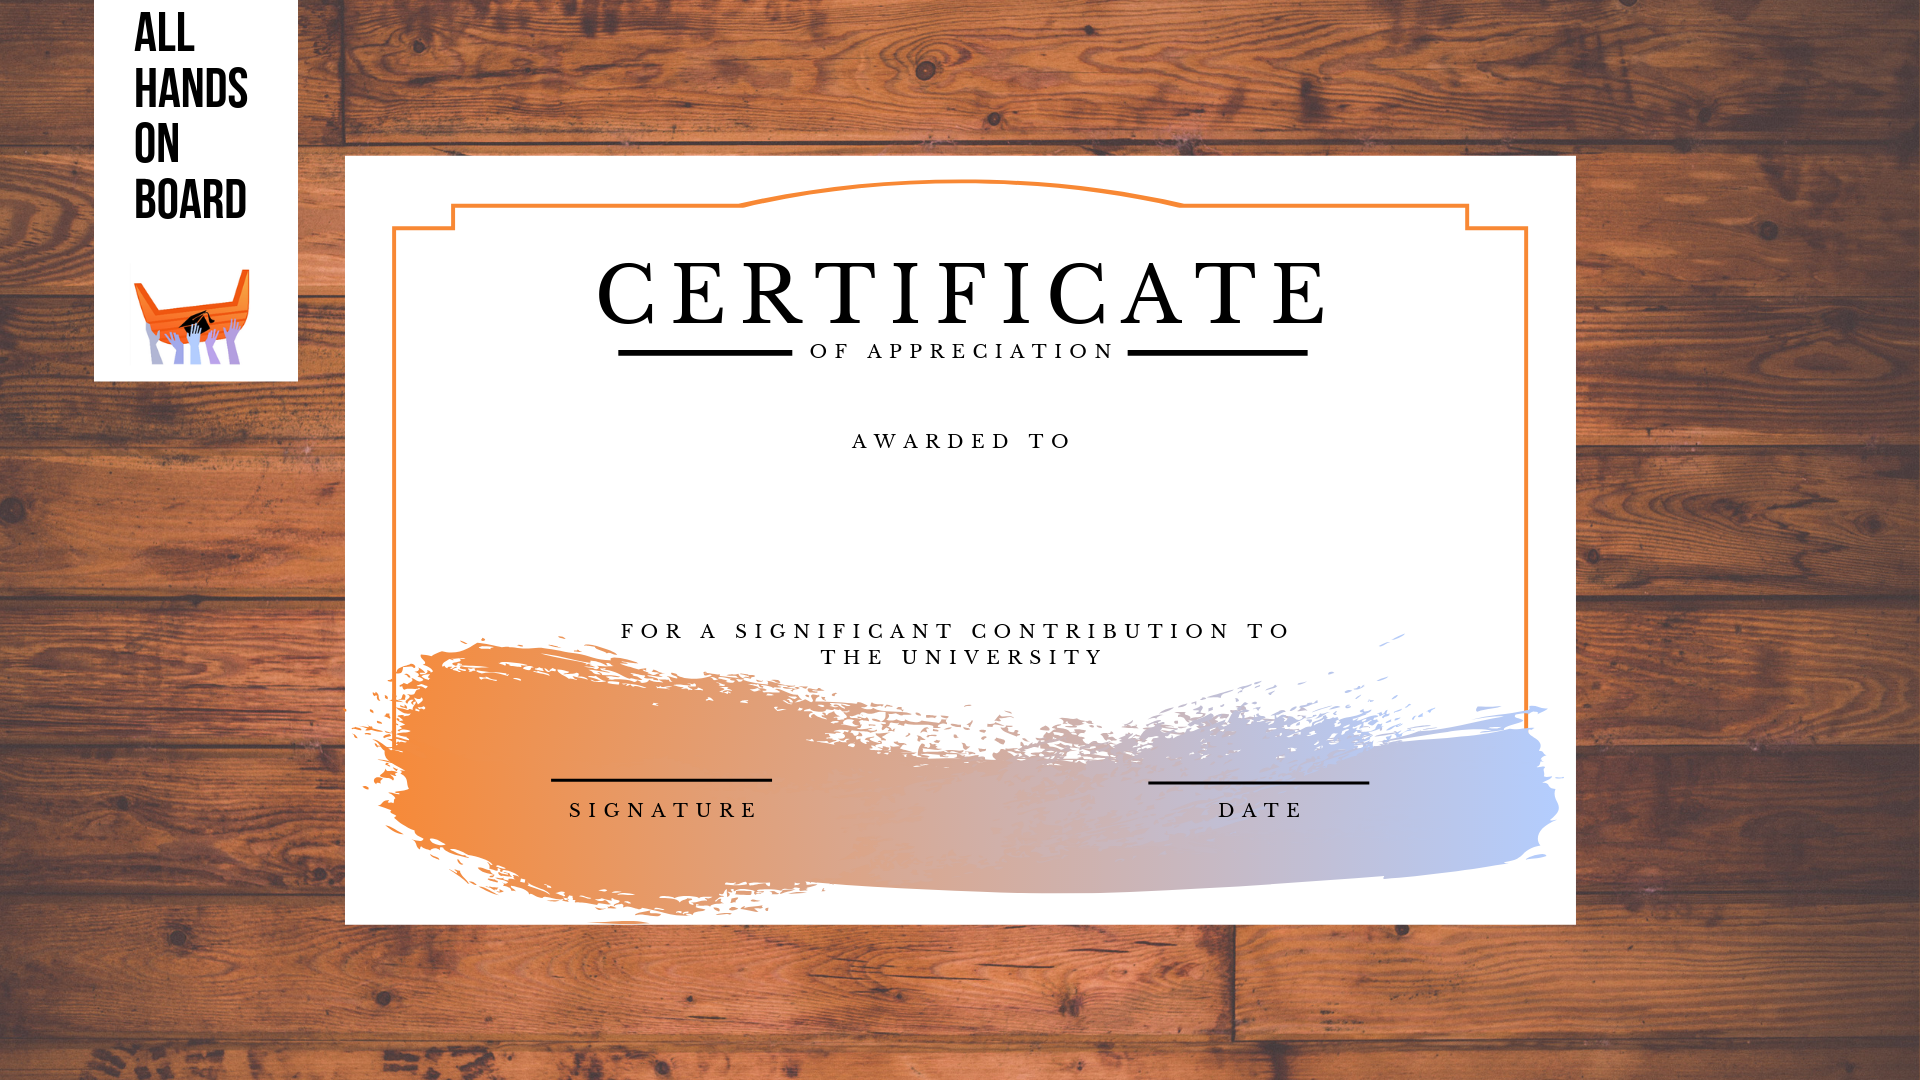 ALL
HANDS
ON
BOARD
CERTIFICATE
OF APPRECIATION
AWARDED TO
FOR A SIGNIFICANT CONTRIBUTION TO
THE UNIVERSITY
SIGNATURE
DATE